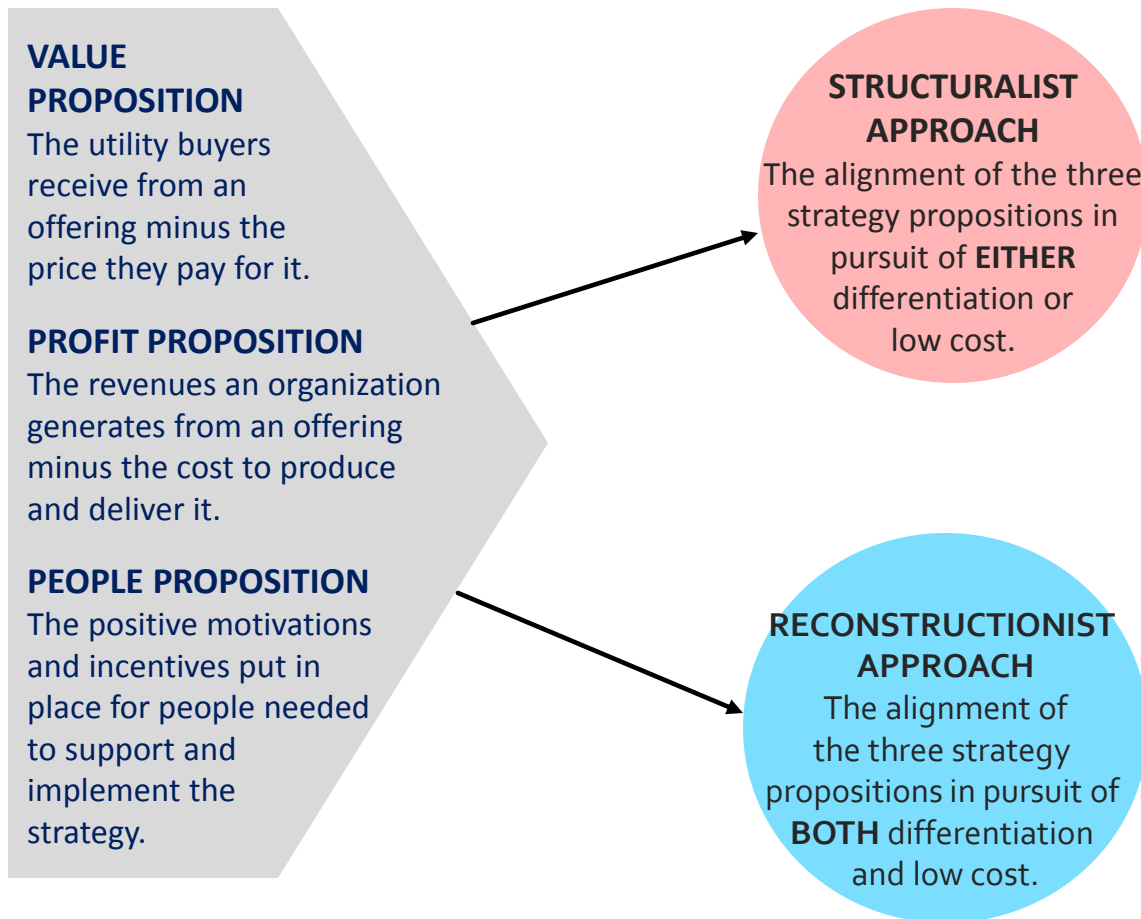 VALUE
PROPOSITION
The utility buyers
receive from an
offering minus the
price they pay for it.
PROFIT PROPOSITION
The revenues an organization
generates from an offering
minus the cost to produce
and deliver it.
PEOPLE PROPOSITION
The positive motivations
and incentives put in
place for people needed
to support and
implement the
strategy.
STRUCTURALIST
APPROACH
The alignment of the three
strategy propositions in
pursuit of EITHER
differentiation or
low cost.
RECONSTRUCTIONIST
APPROACH
The alignment of
the three strategy
propositions in pursuit of
BOTH differentiation
and low cost.